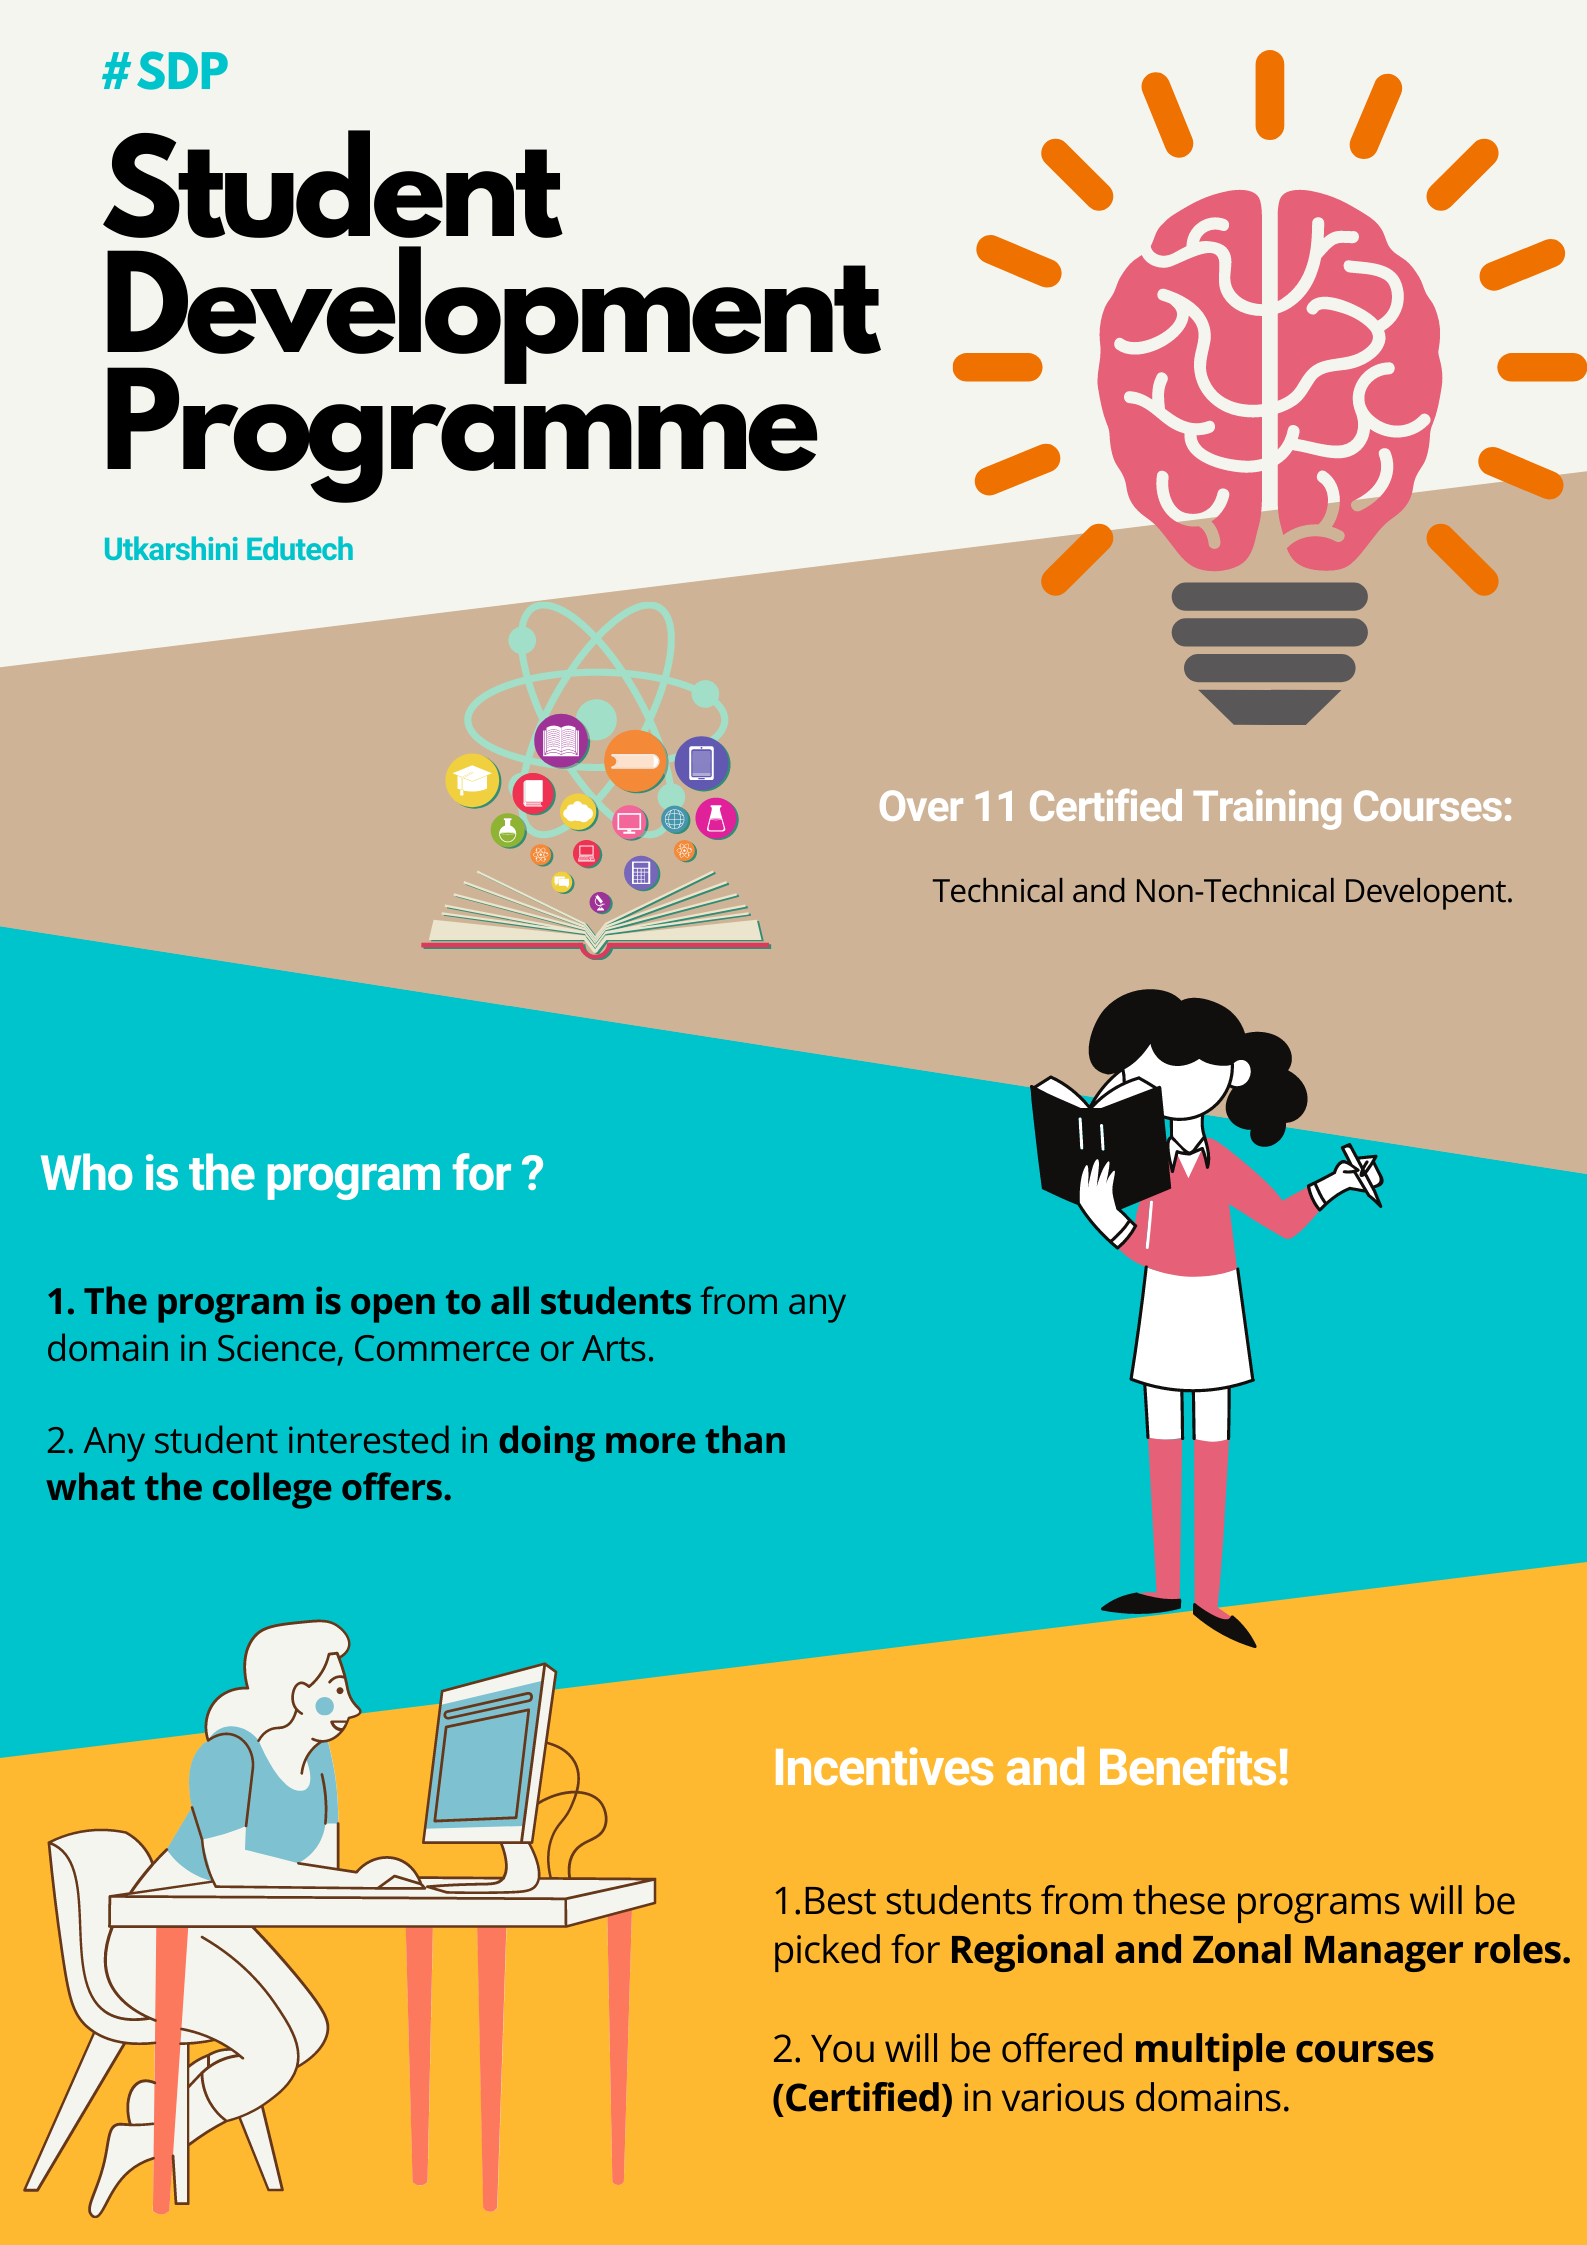 #SDP
Student
Development
Programme
Utkarshini Edutech
Over 11 Certified Training Courses:
Technical and Non-Technical Developent.
Who is the program for ?
1. The program is open to all students from any
domain in Science, Commerce or Arts.
2. Any student interested in doing more than
what the college offers.
Incentives and Benefits!
1.Best students from these programs will be
picked for Regional and Zonal Manager roles.
2. You will be offered multiple courses
(Certified) in various domains.